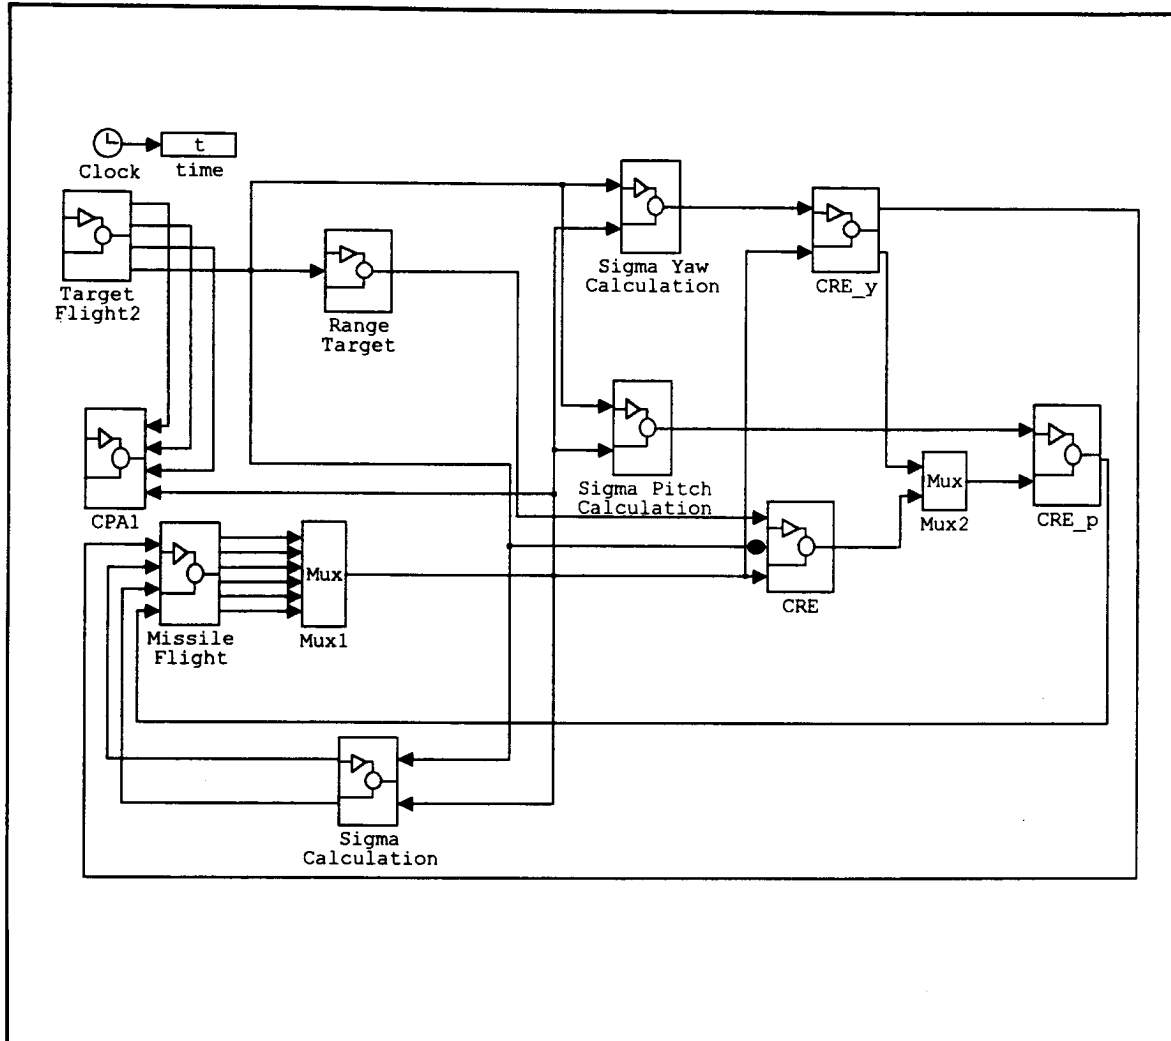 t
Clock
time
Target
Flight2
Range
Target
Sigma Yaw
Calculation
CRE_y
CPA1
Sigma Pitch
Calculation
Mux
Mux2
CRE_p
Missile
Flight
Mux
Mux1
CRE
Sigma
Calculation